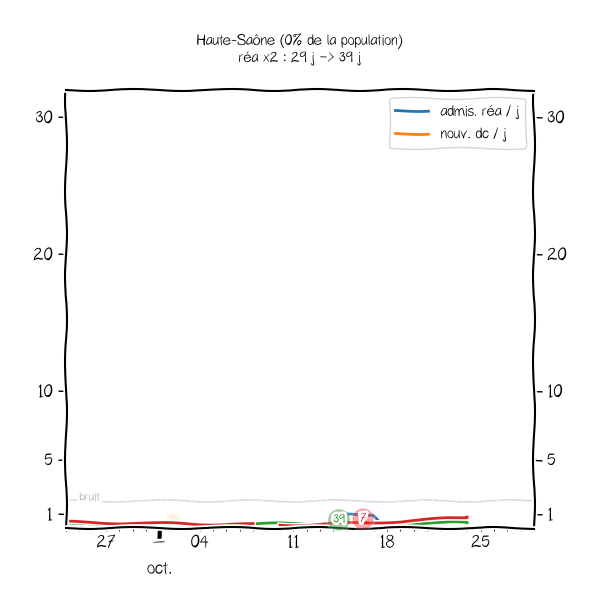 Haute-Saône (0% de la population)
réa x2 : 29 j -> 39 j
admis. réa / j
nouv. dc / j
30
30
20
20
10
10
5
5
bruit
1
1
39
7
27
04
11
18
25
oct.